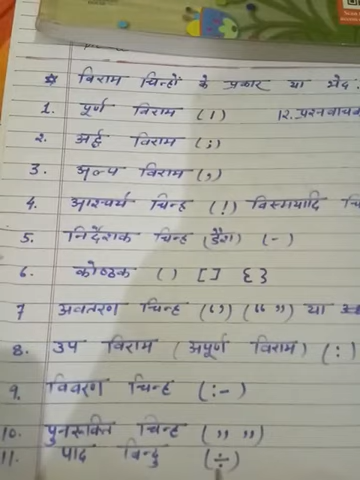 * विराम चिन्हों के प्रकार या भेद.
1. पूर्ण विराम (।) 12. प्रश्नवाचक
2. अर्द्ध विराम (;)
3. अल्प विराम (,)
4. आश्चर्य चिन्ह (!) विस्मयादि चि
5. निर्देशक चिन्ह (डैश) (-)
6. कोष्ठक () [] {}
7 अवतरण चिन्ह (‘ ’) (“ ”) या
8. उप विराम (अपूर्ण विराम) (:)
9. विवरण चिन्ह (:-)
10. पुनरूक्ति चिन्ह (,, ,,)
11. पाद बिन्दु (÷)